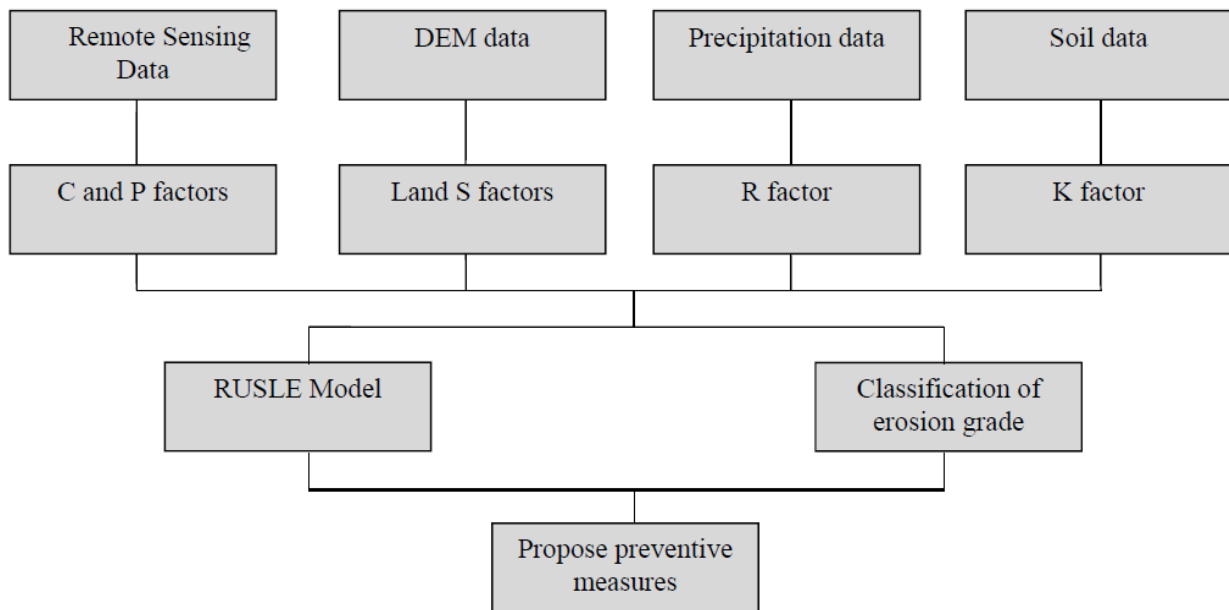 Remote Sensing
Data
DEM data
Precipitation data
Soil data
C and P factors
Land S factors
R factor
K factor
RUSLE Model
Classification of
erosion grade
Propose preventive
measures